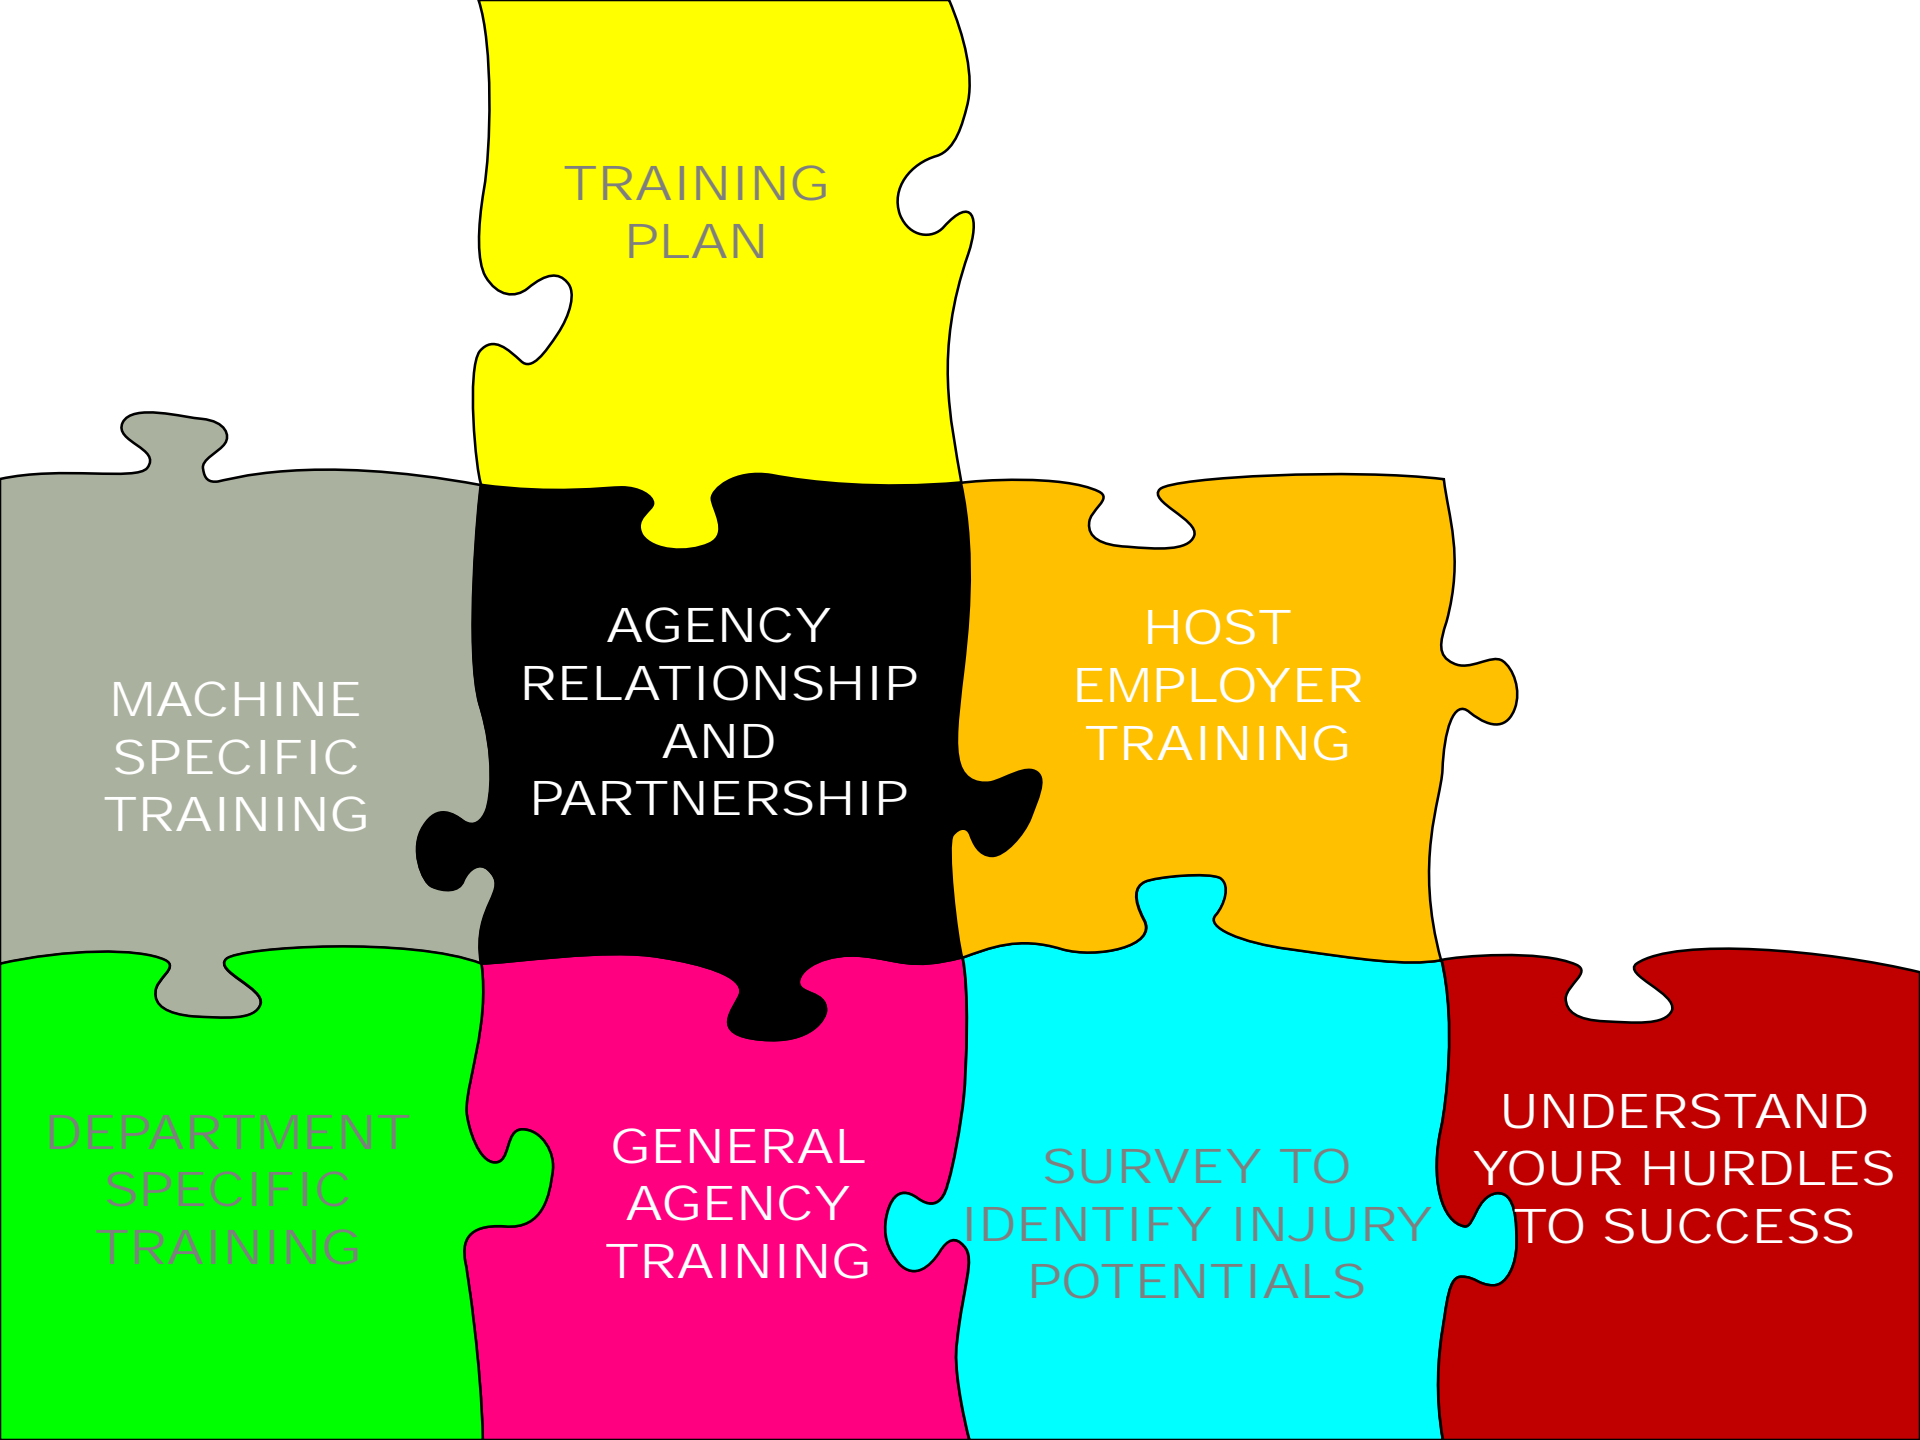 TRAINING
PLAN
MACHINE
SPECIFIC
TRAINING
AGENCY
RELATIONSHIP
AND
PARTNERSHIP
HOST
EMPLOYER
TRAINING
DEPARTMENT
SPECIFIC
TRAINING
GENERAL
AGENCY
TRAINING
SURVEY TO
IDENTIFY INJURY
POTENTIALS
UNDERSTAND
YOUR HURDLES
TO SUCCESS